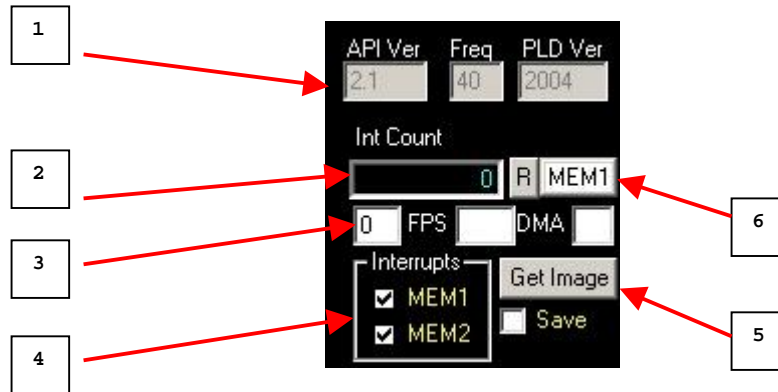 1
API Ver Freq PLD Ver
2.1 40 2004
Int Count
2
0 R MEM1
6
0 FPS DMA
3
Interrupts
Get Image
MEM1
Save
5
MEM2
4